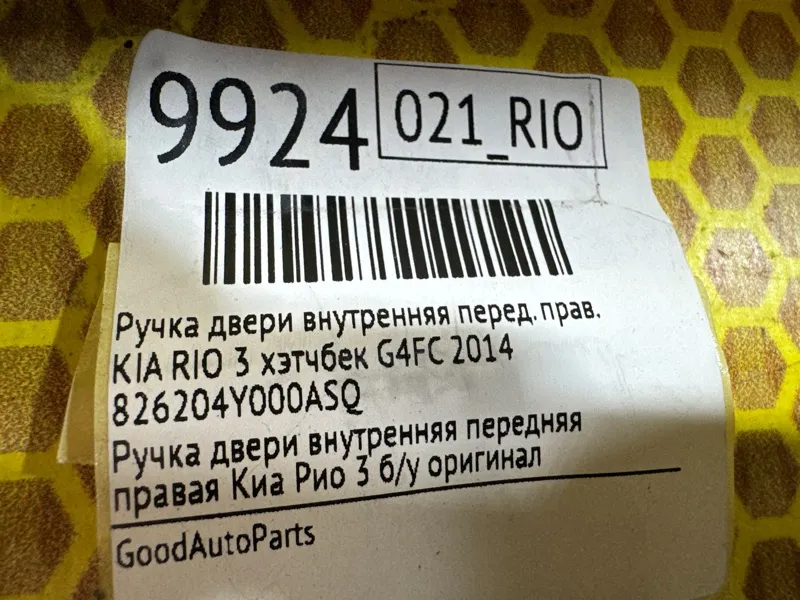 9924 021_RIO
Ручка двери внутренняя перед. прав.
KIA RIO 3 хэтчбек G4FC 2014
826204Y000ASQ
Ручка двери внутренняя передняя
правая Киа Рио 3 б/у оригинал
GoodAutoParts